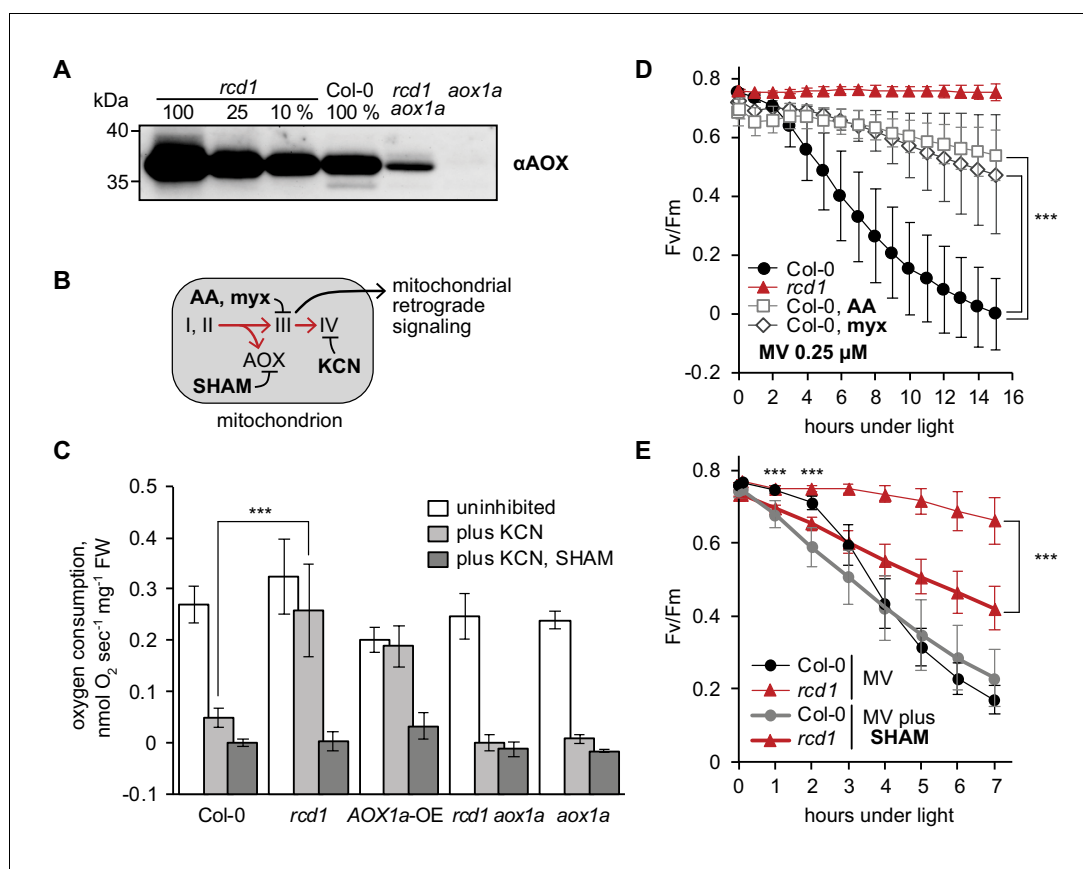 A
rcd1
Col-0
rcd1
aox1a
aox1a
kDa
100
25
10 %
100 %
40
35
αAOX
B
AA, myx
mitochondrial
retrograde
signaling
I, II
III
IV
AOX
KCN
SHAM
mitochondrion
C
oxygen consumption,
nmol O₂ sec⁻¹ mg⁻¹ FW
0.5
0.4
0.3
0.2
0.1
0
-0.1
***
uninhibited
plus KCN
plus KCN, SHAM
Col-0
rcd1
AOX1a-OE
rcd1 aox1a
aox1a
D
Fv/Fm
0.8
0.6
0.4
0.2
0
-0.2
***
Col-0
rcd1
Col-0, AA
Col-0, myx
MV 0.25 µM
0 2 4 6 8 10 12 14 16
hours under light
E
Fv/Fm
0.8
0.6
0.4
0.2
0
*** ***
***
Col-0
rcd1
MV
Col-0
rcd1
MV plus
SHAM
0 1 2 3 4 5 6 7
hours under light